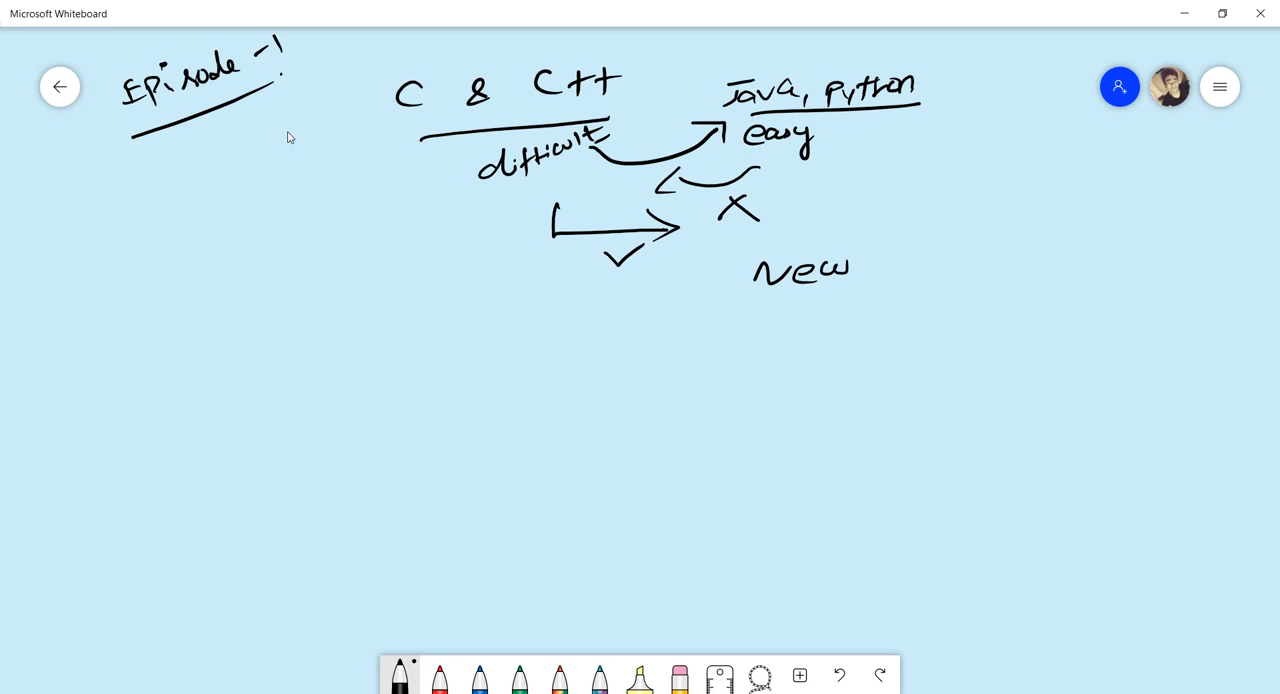 Microsoft Whiteboard
Episode -1
C & C++
Java, Python
difficult
easy
New